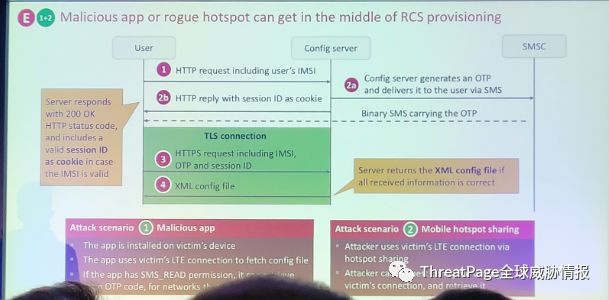 E 1+2 Malicious app or rogue hotspot can get in the middle of RCS provisioning
User
Config server
SMSC
1 HTTP request including user's IMSI
2a Config server generates an OTP
and delivers it to the user via SMS
2b HTTP reply with session ID as cookie
Binary SMS carrying the OTP
Server responds
with 200 OK
HTTP status code,
and includes a
valid session ID
as cookie in case
the IMSI is valid
TLS connection
3 HTTPS request including IMSI,
OTP and session ID
4 XML config file
Server returns the XML config file if
all received information is correct
Attack scenario 1 Malicious app
• The app is installed on victim's device
• The app uses victim's LTE connection to fetch config file
• If the app has SMS_READ permission, it
OTP code, for networks
Attack scenario 2 Mobile hotspot sharing
• Attacker uses victim's LTE connection via
hotspot sharing
• Attacker
victim's connection, and retrieve it
ThreatPage全球威胁情报